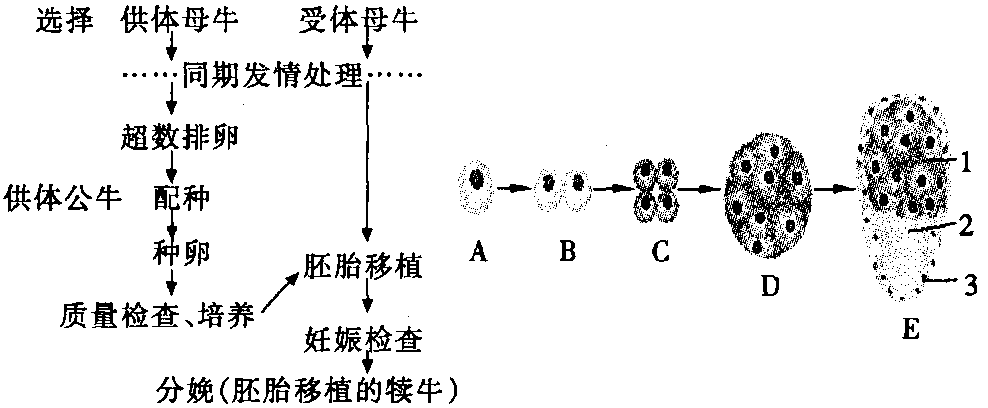 选择 供体母牛 受体母牛
……同期发情处理……
超数排卵
供体公牛 配种
种卵
胚胎移植
质量检查、培养
妊娠检查
分娩(胚胎移植的犊牛)
A B C D E
1
2
3